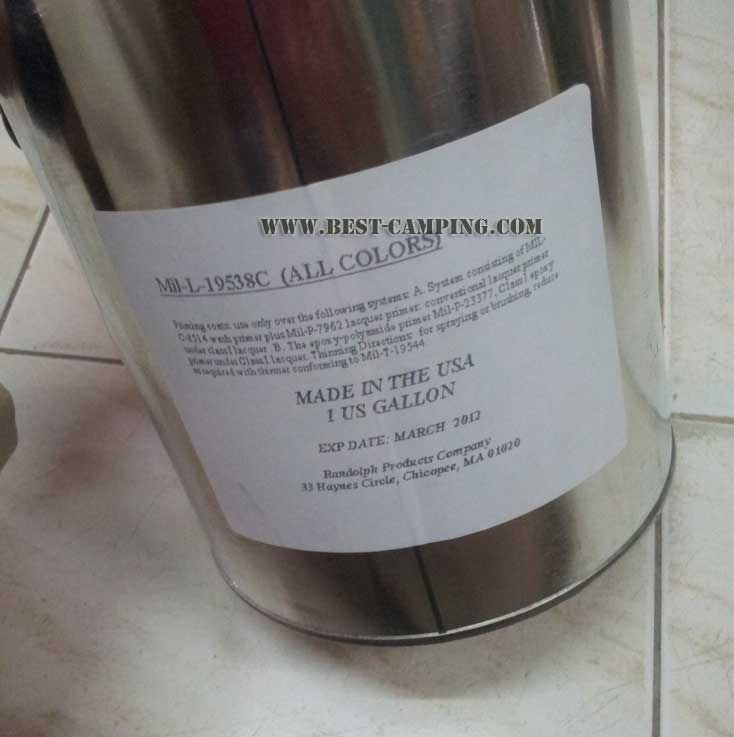 WWW.BEST-CAMPING.COM
Mil-L-19538C (ALL COLORS)
Priming coats: use only over the following systems: A. System consisting of MIL-
C-8514 wash primer plus Mil-P-7962 lacquer primer: conventional lacquer primer
under class I lacquer. B. The epoxy-polyamide primer Mil-P-23377, Class I epoxy
primer under Class I lacquer. Thinning Directions: for spraying or brushing, reduce
as required with thinner conforming to Mil-T-19544.
MADE IN THE USA
1 US GALLON
EXP DATE: MARCH 2012
Randolph Products Company
33 Haynes Circle, Chicopee, MA 01020